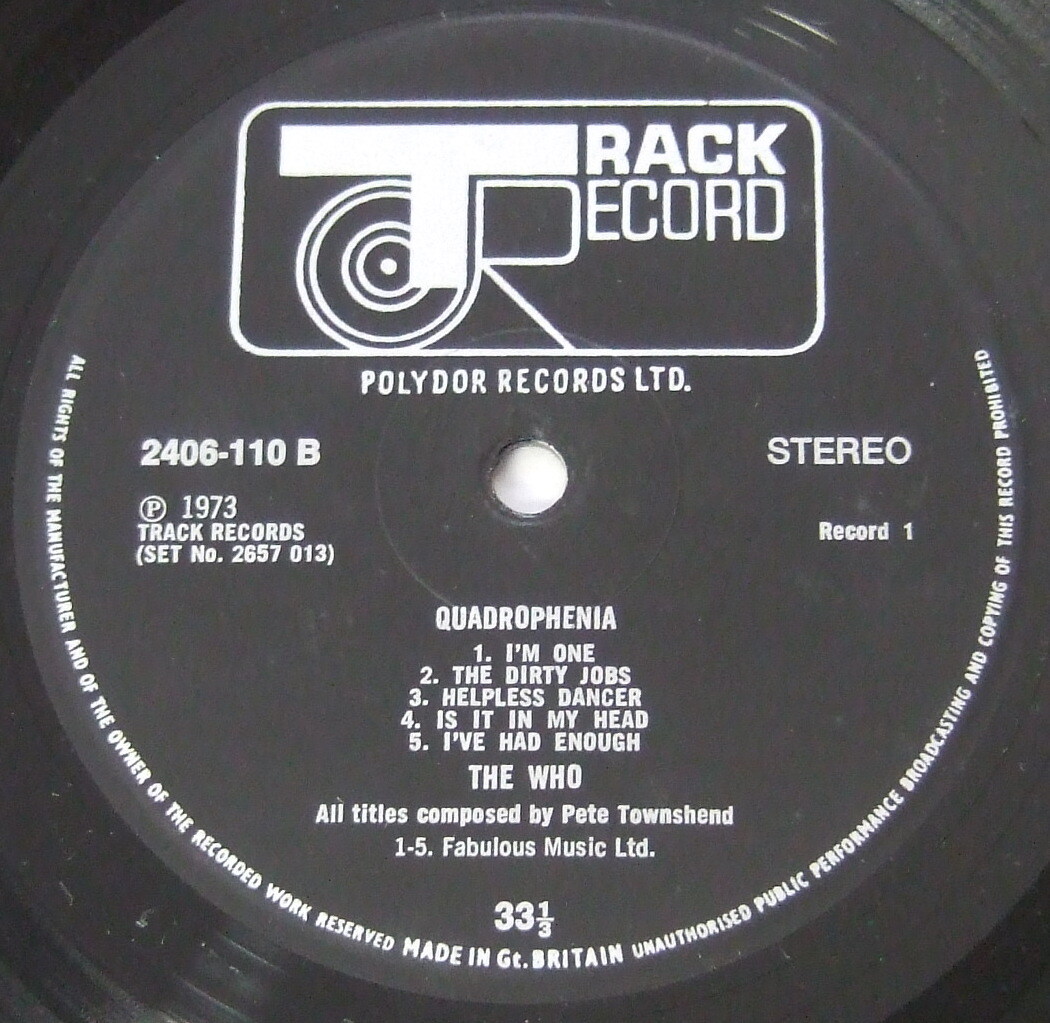 TRACK
RECORD
POLYDOR RECORDS LTD.
2406-110 B
STEREO
Ⓟ 1973
TRACK RECORDS
(SET No. 2657 013)
Record 1
QUADROPHENIA
1. I'M ONE
2. THE DIRTY JOBS
3. HELPLESS DANCER
4. IS IT IN MY HEAD
5. I'VE HAD ENOUGH
THE WHO
All titles composed by Pete Townshend
1-5. Fabulous Music Ltd.
33⅓
ALL RIGHTS OF THE MANUFACTURER AND OF THE OWNER OF THE RECORDED WORK RESERVED MADE IN Gt. BRITAIN UNAUTHORISED PUBLIC PERFORMANCE BROADCASTING AND COPYING OF THIS RECORD PROHIBITED